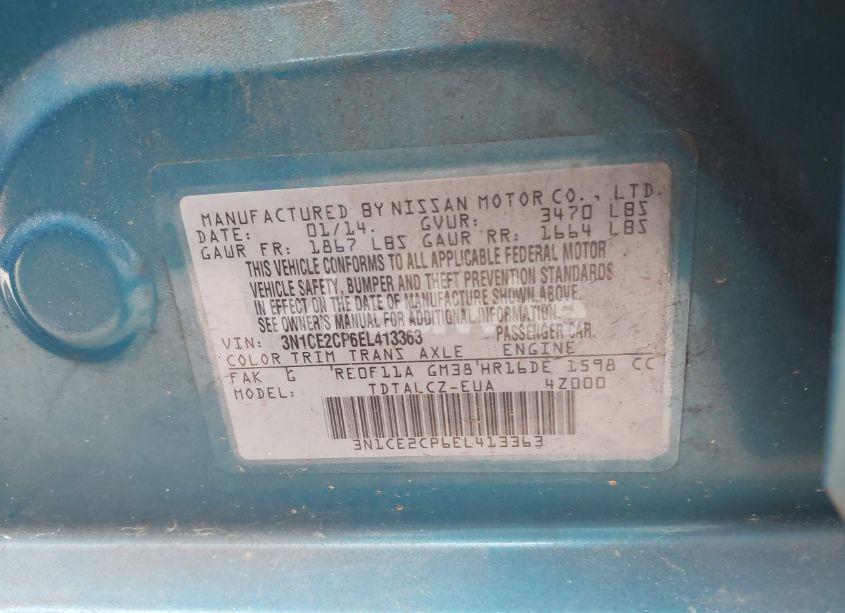 MANUFACTURED BY NISSAN MOTOR CO., LTD.
DATE: 01/14. GVWR: 3470 LBS
GAWR FR: 1867 LBS GAWR RR: 1664 LBS
THIS VEHICLE CONFORMS TO ALL APPLICABLE FEDERAL MOTOR
VEHICLE SAFETY, BUMPER AND THEFT PREVENTION STANDARDS
IN EFFECT ON THE DATE OF MANUFACTURE SHOWN ABOVE.
SEE OWNER'S MANUAL FOR ADDITIONAL INFORMATION.
VIN: 3N1CE2CP6EL413363 PASSENGER CAR.
COLOR TRIM TRANS AXLE ENGINE
FAK G RE0F11A GM38 HR16DE 1598 CC
MODEL: TDTALCZ-EUA 4Z000
3N1CE2CP6EL413363